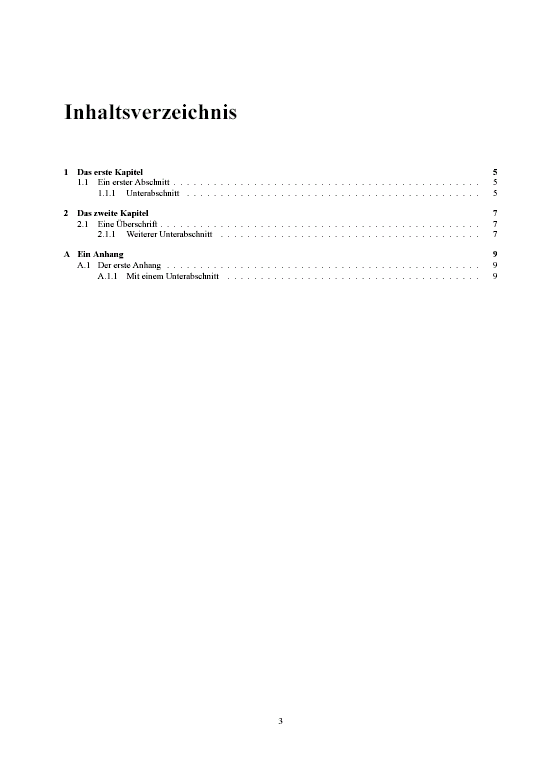 Inhaltsverzeichnis
1 Das erste Kapitel 5
1.1 Ein erster Abschnitt . . . . . . . . . . . . . . . . . . . . . . . . . . . . . . . . . . . . . . . . . . . . . . 5
1.1.1 Unterabschnitt . . . . . . . . . . . . . . . . . . . . . . . . . . . . . . . . . . . . . . . . . . . . 5
2 Das zweite Kapitel 7
2.1 Eine Überschrift . . . . . . . . . . . . . . . . . . . . . . . . . . . . . . . . . . . . . . . . . . . . . . . . 7
2.1.1 Weiterer Unterabschnitt . . . . . . . . . . . . . . . . . . . . . . . . . . . . . . . . . . . . . . . 7
A Ein Anhang 9
A.1 Der erste Anhang . . . . . . . . . . . . . . . . . . . . . . . . . . . . . . . . . . . . . . . . . . . . . . . 9
A.1.1 Mit einem Unterabschnitt . . . . . . . . . . . . . . . . . . . . . . . . . . . . . . . . . . . . . . 9
3